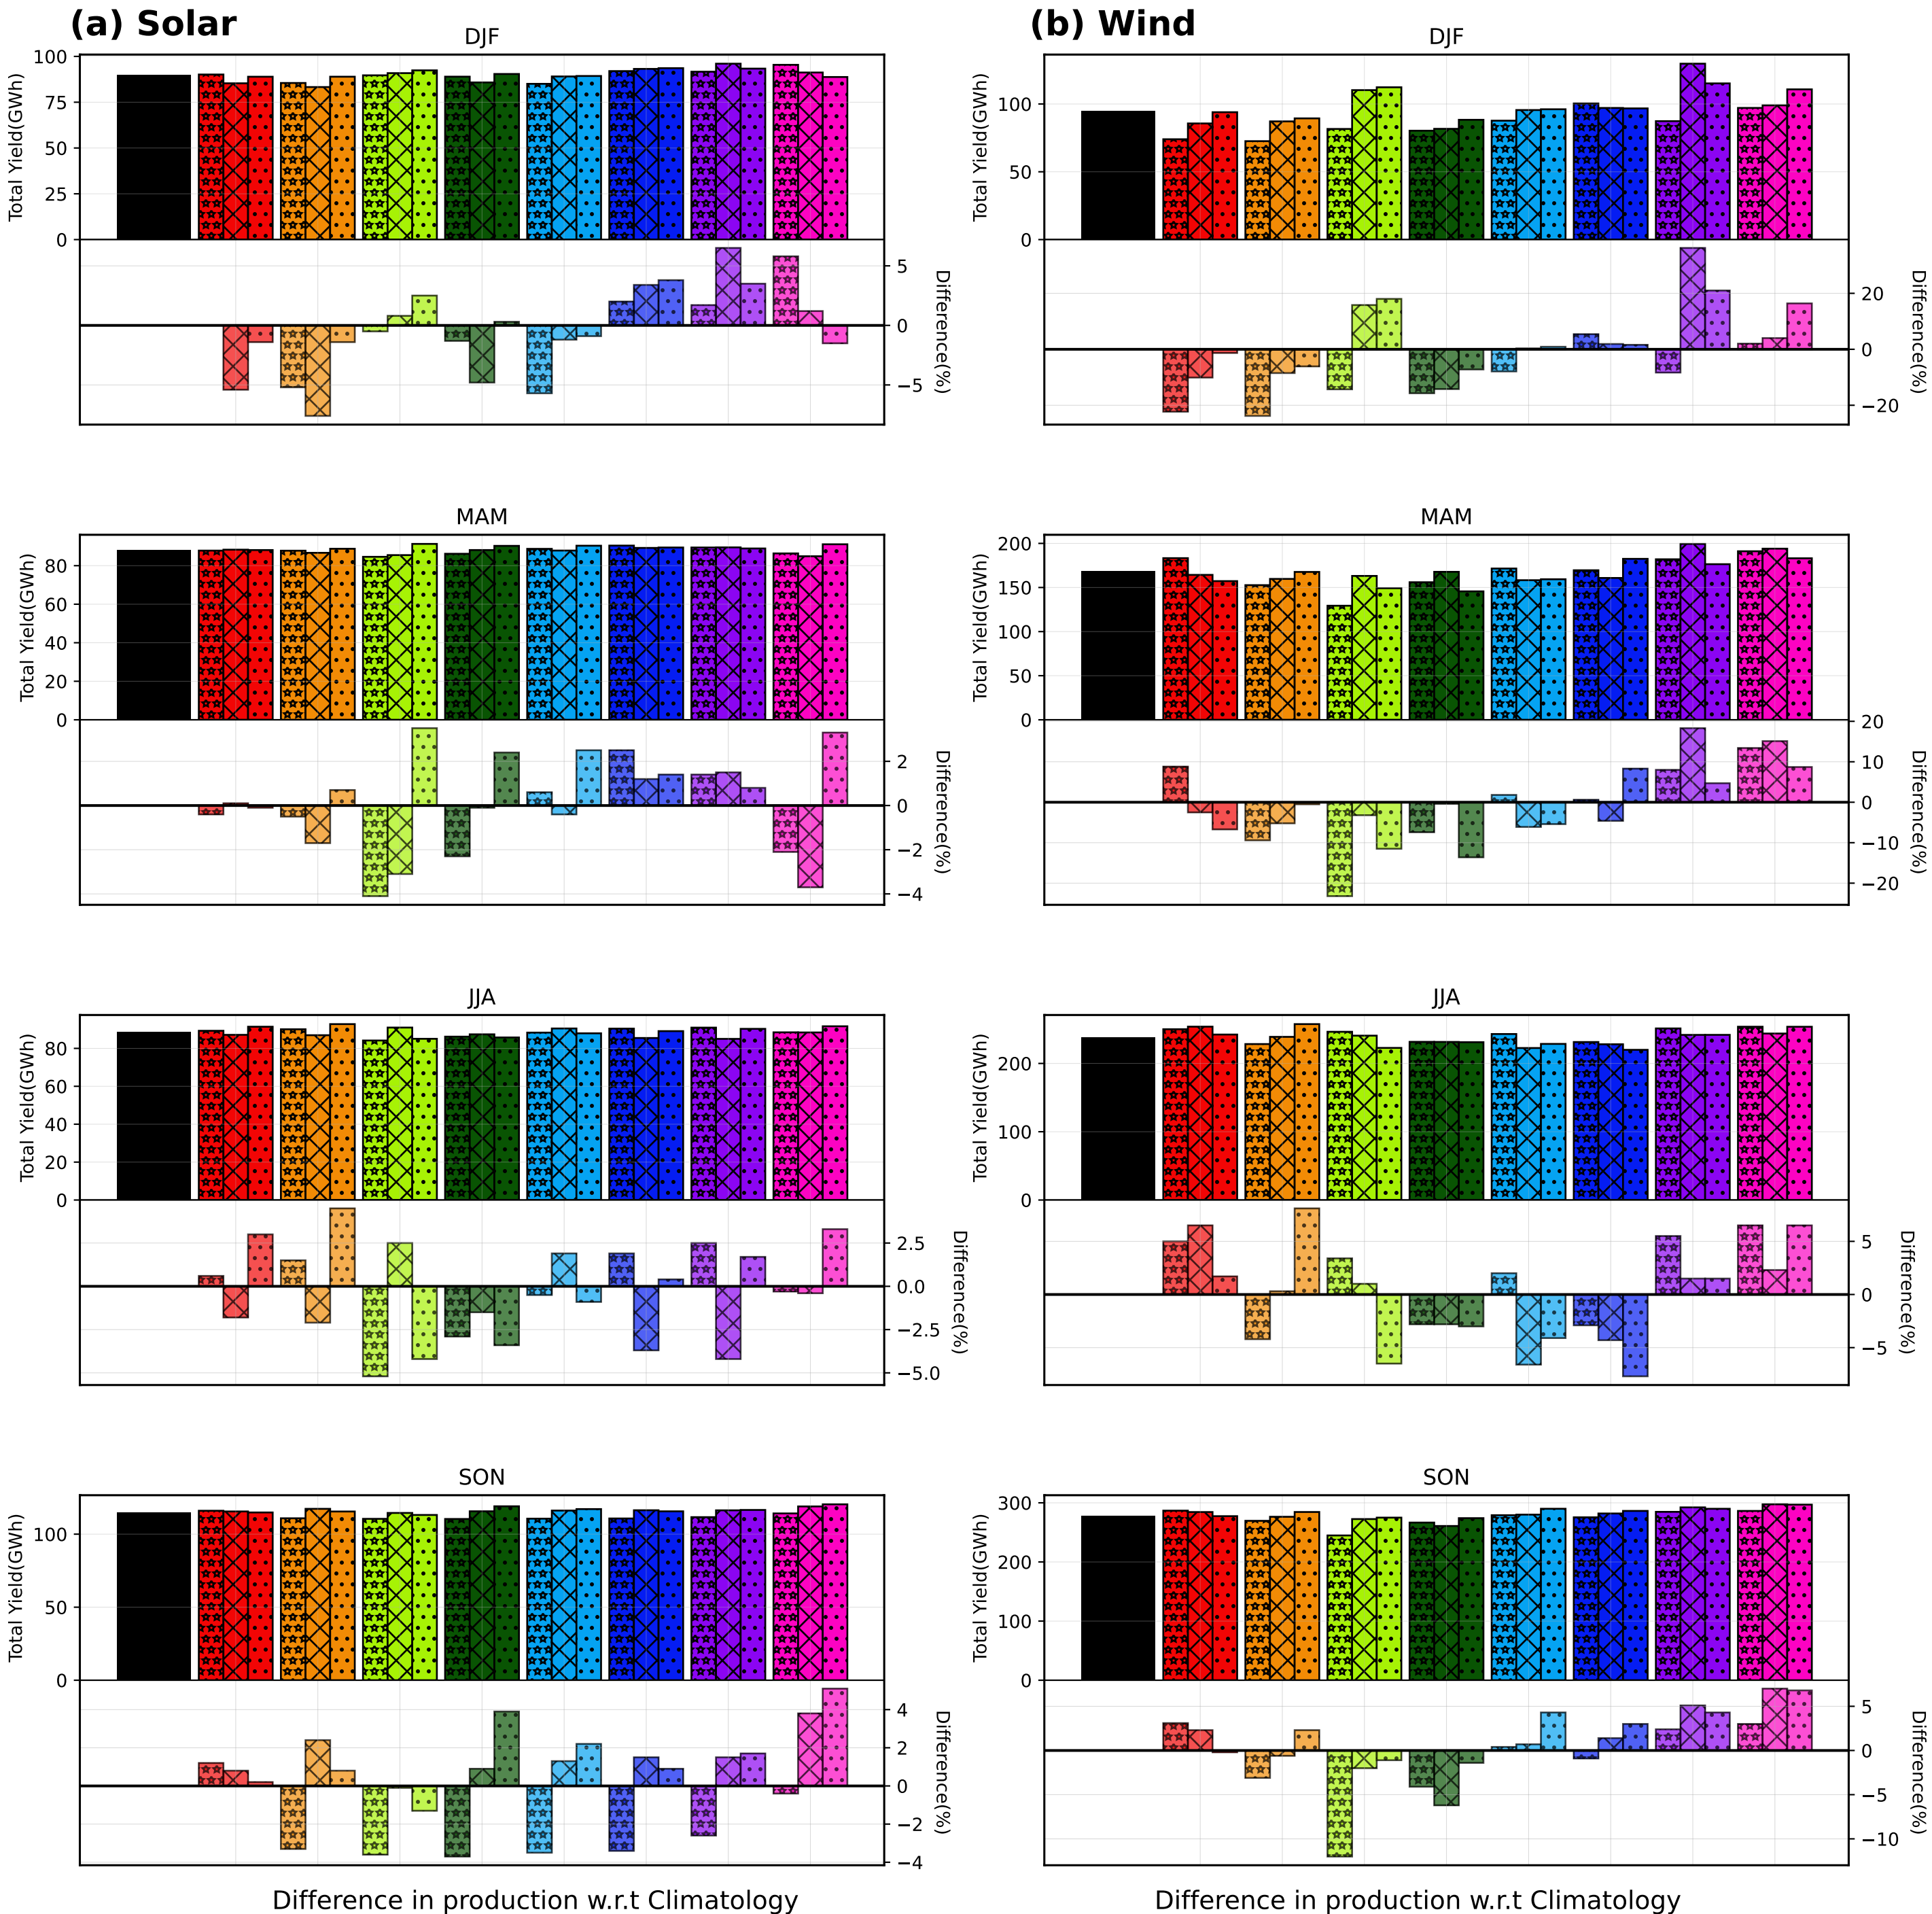 (a) Solar
DJF
Total Yield(GWh)
100
75
50
25
0
5
0
−5
Difference(%)
MAM
Total Yield(GWh)
80
60
40
20
0
2
0
−2
−4
Difference(%)
JJA
Total Yield(GWh)
80
60
40
20
0
2.5
0.0
−2.5
−5.0
Difference(%)
SON
Total Yield(GWh)
100
50
0
4
2
0
−2
−4
Difference(%)
Difference in production w.r.t Climatology
(b) Wind
DJF
Total Yield(GWh)
100
50
0
20
0
−20
Difference(%)
MAM
Total Yield(GWh)
200
150
100
50
0
20
10
0
−10
−20
Difference(%)
JJA
Total Yield(GWh)
200
100
0
5
0
−5
Difference(%)
SON
Total Yield(GWh)
300
200
100
0
5
0
−5
−10
Difference(%)
Difference in production w.r.t Climatology